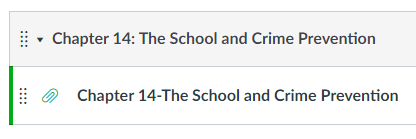 Chapter 14: The School and Crime Prevention
Chapter 14-The School and Crime Prevention